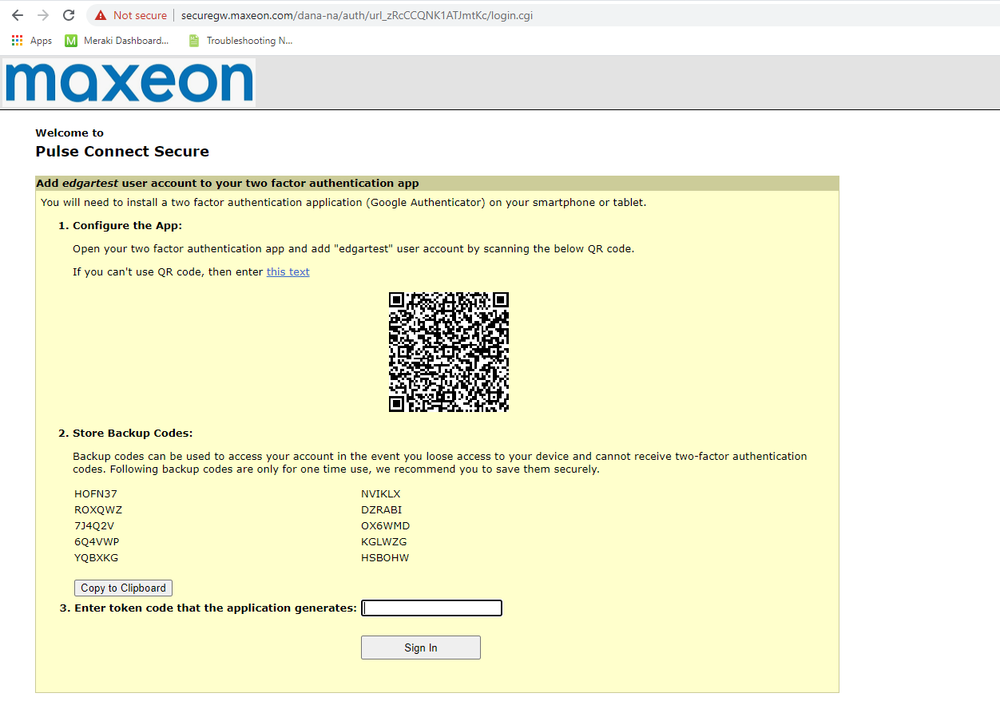 Not secure | securegw.maxeon.com/dana-na/auth/url_zRcCCQNK1ATJmtKc/login.cgi
Apps M Meraki Dashboard... Troubleshooting N...
maxeon
Welcome to
Pulse Connect Secure
Add edgartest user account to your two factor authentication app
You will need to install a two factor authentication application (Google Authenticator) on your smartphone or tablet.
1. Configure the App:
Open your two factor authentication app and add "edgartest" user account by scanning the below QR code.
If you can't use QR code, then enter this text
2. Store Backup Codes:
Backup codes can be used to access your account in the event you loose access to your device and cannot receive two-factor authentication
codes. Following backup codes are only for one time use, we recommend you to save them securely.
HOFN37 NVIKLX
ROXQWZ DZRABI
7J4Q2V OX6WMD
6Q4VWP KGLWZG
YQBXKG HSBOHW
Copy to Clipboard
3. Enter token code that the application generates:
Sign In